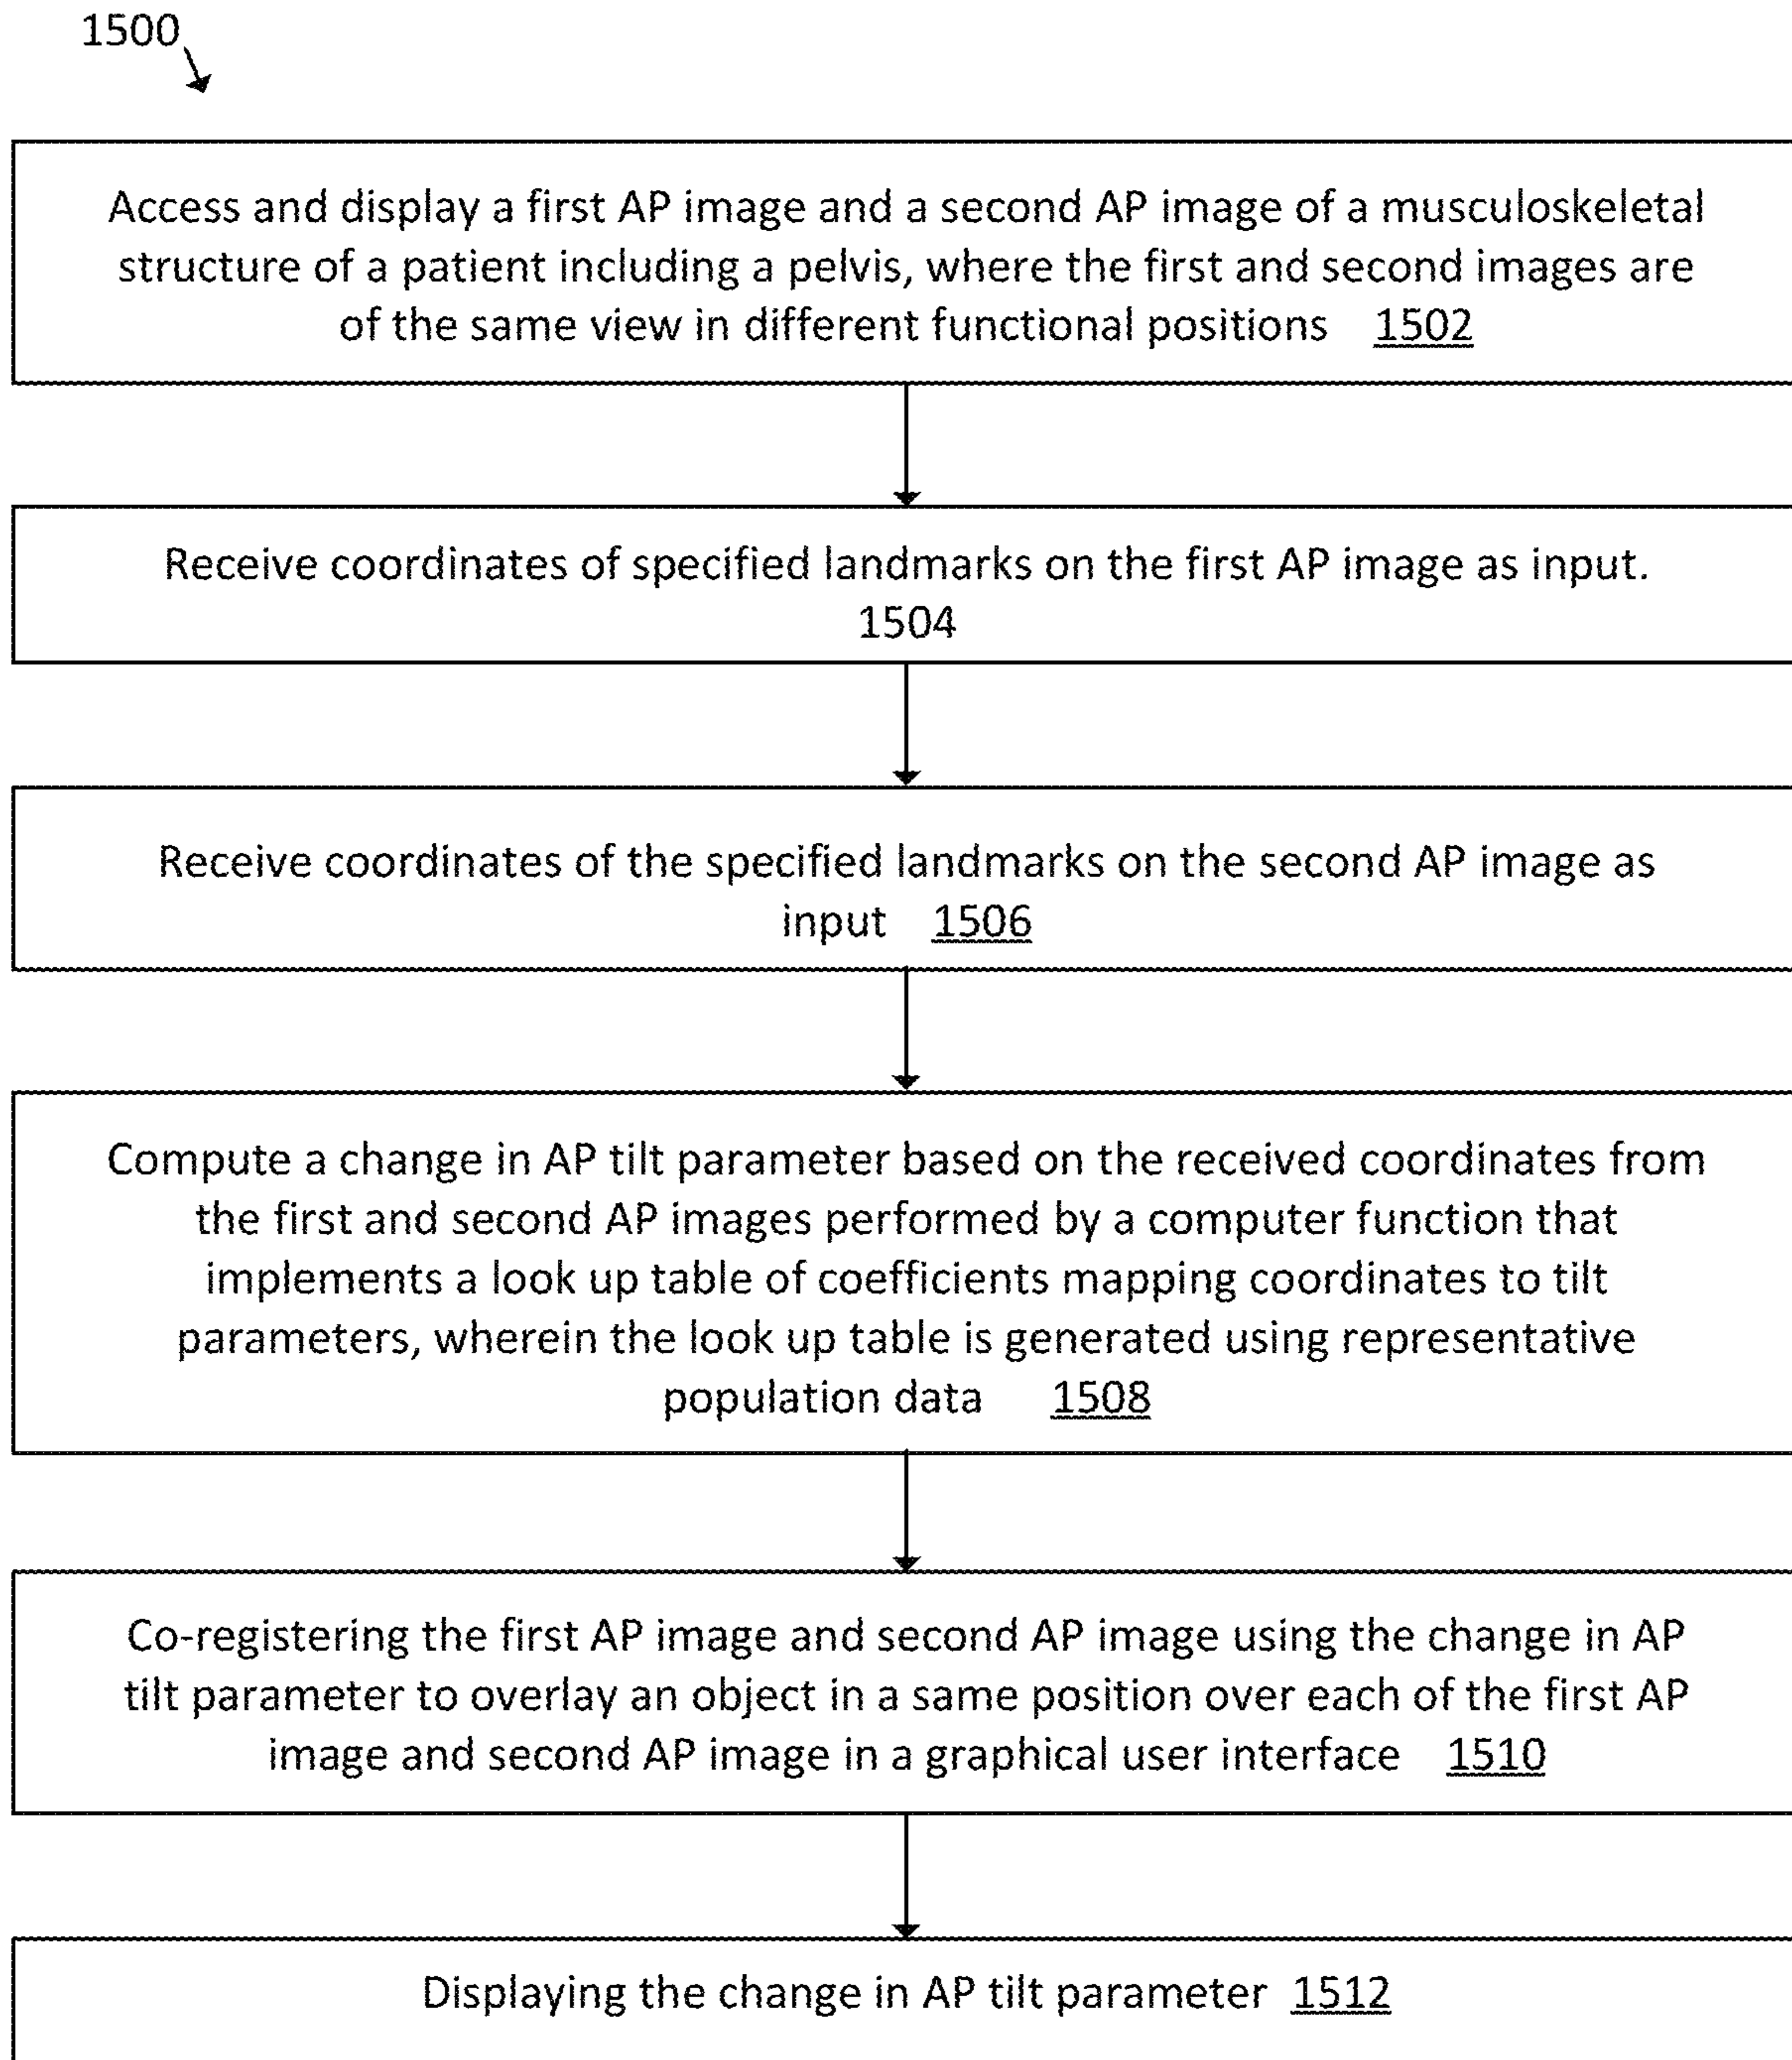 1500
Access and display a first AP image and a second AP image of a musculoskeletal
structure of a patient including a pelvis, where the first and second images are
of the same view in different functional positions 1502
Receive coordinates of specified landmarks on the first AP image as input.
1504
Receive coordinates of the specified landmarks on the second AP image as
input 1506
Compute a change in AP tilt parameter based on the received coordinates from
the first and second AP images performed by a computer function that
implements a look up table of coefficients mapping coordinates to tilt
parameters, wherein the look up table is generated using representative
population data 1508
Co-registering the first AP image and second AP image using the change in AP
tilt parameter to overlay an object in a same position over each of the first AP
image and second AP image in a graphical user interface 1510
Displaying the change in AP tilt parameter 1512